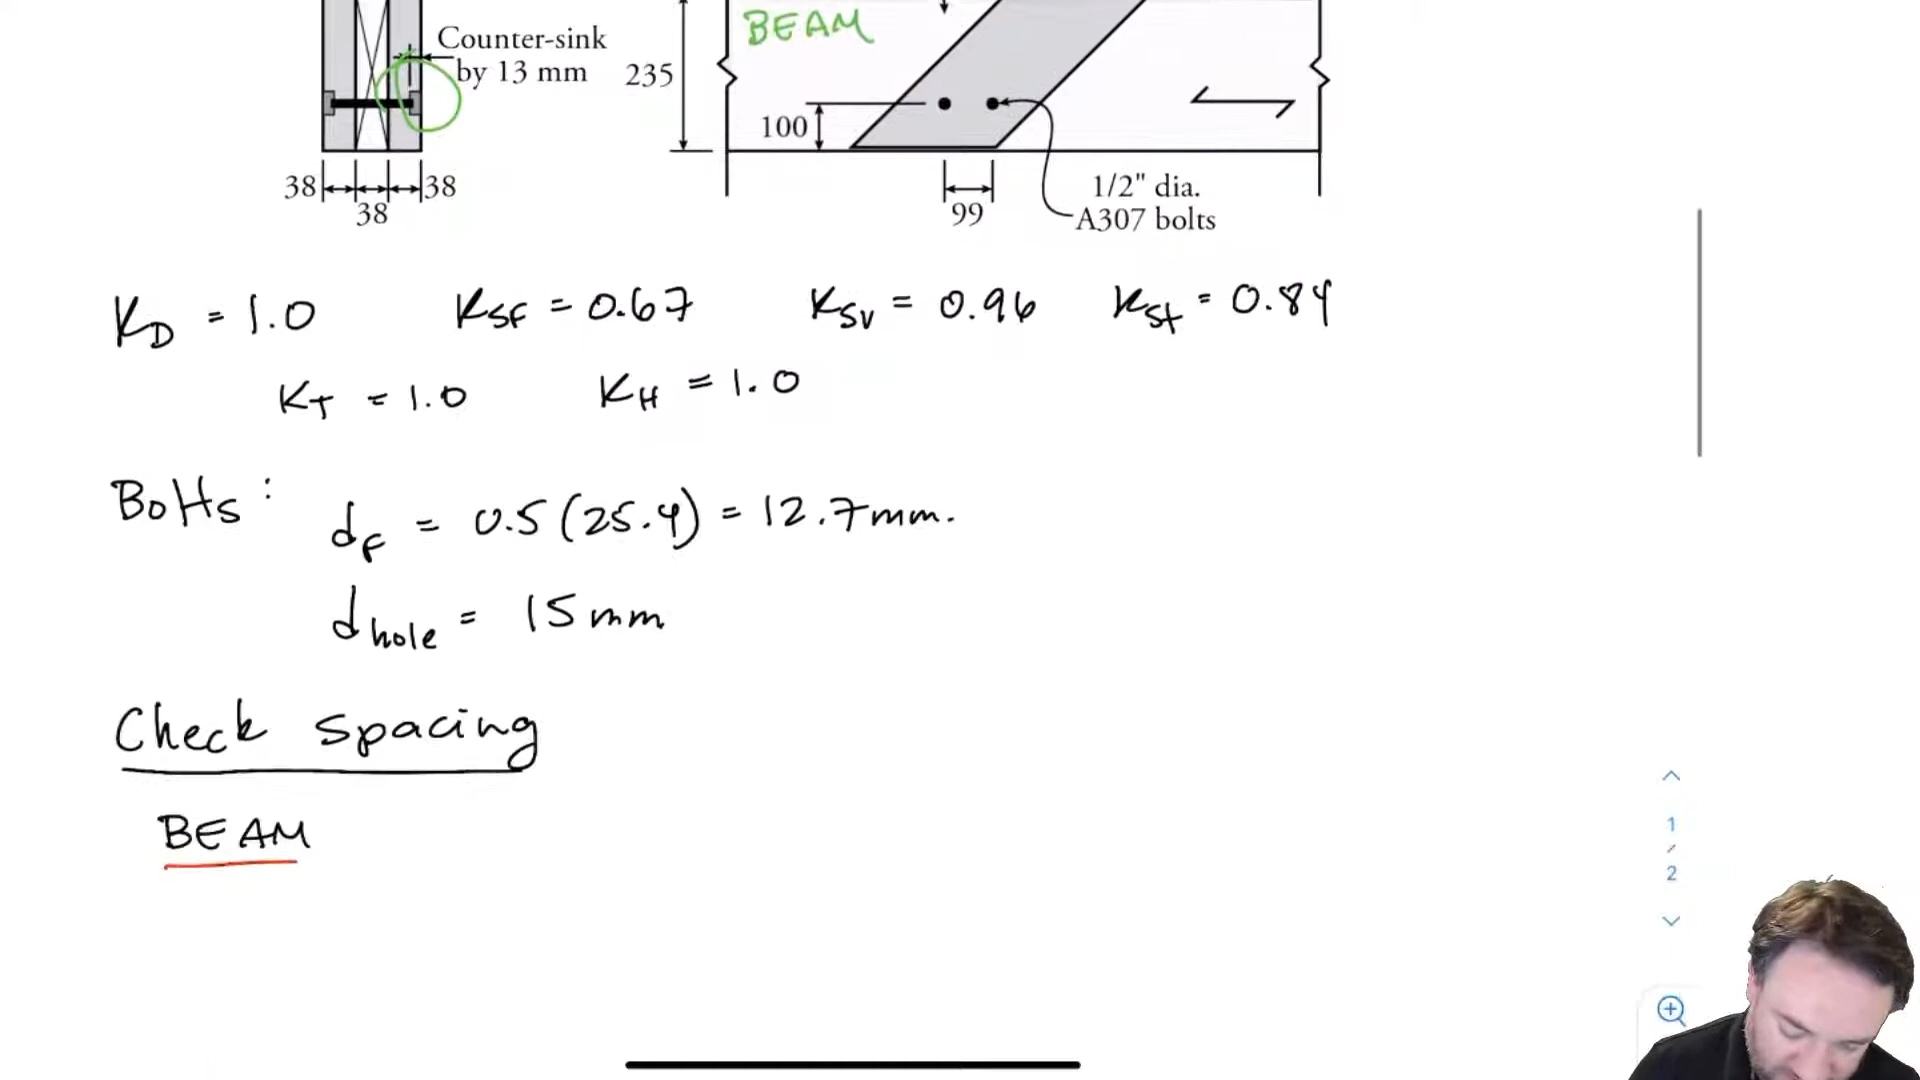 BEAM
Counter-sink
by 13 mm
235
100
38
38
38
99
1/2" dia.
A307 bolts
K_D = 1.0 K_SF = 0.67 K_Sv = 0.96 K_St = 0.84
K_T = 1.0 K_H = 1.0
Bolts : d_F = 0.5 (25.4) = 12.7mm.
d_hole = 15 mm
Check spacing
BEAM
1
/
2